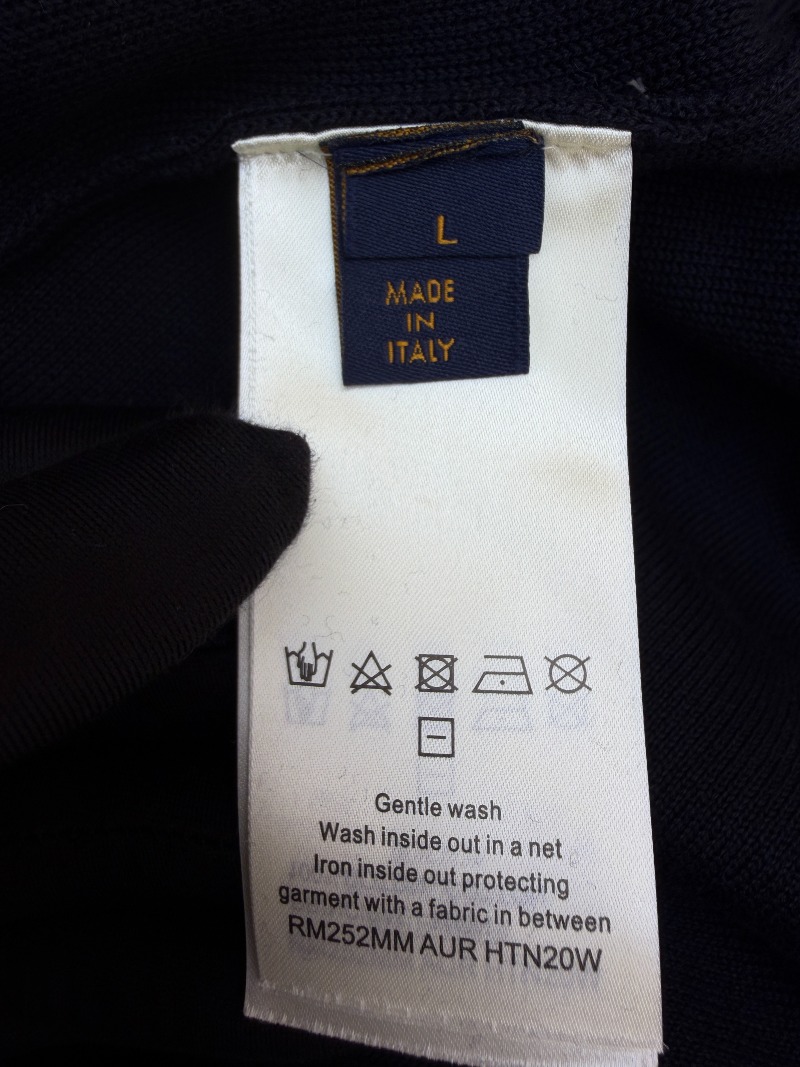 L
MADE
IN
ITALY
Gentle wash
Wash inside out in a net
Iron inside out protecting
garment with a fabric in between
RM252MM AUR HTN20W